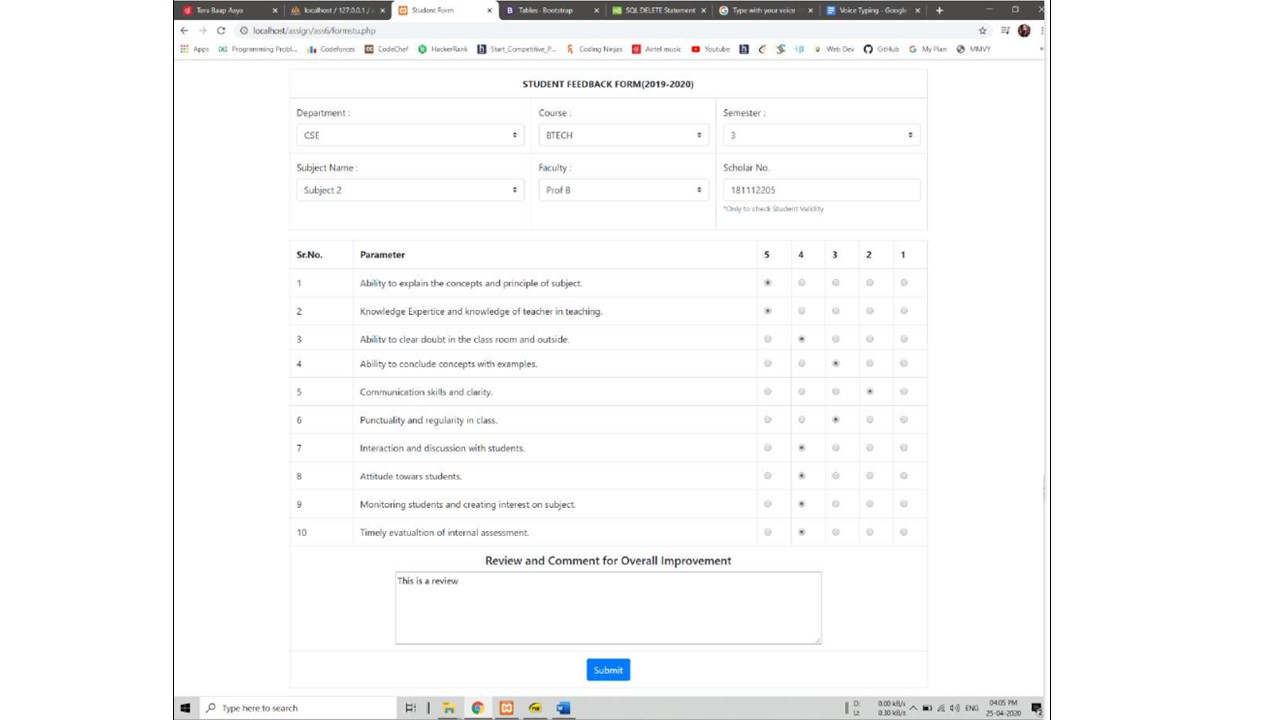 Tera Baap Aaya
localhost / 127.0.0.1 /
Student Form
Tables · Bootstrap
SQL DELETE Statement
Type with your voice
Voice Typing - Google
localhost/assign/ass6/formstu.php
Apps
Programming Probl...
Codeforces
CodeChef
HackerRank
Start_Competitive_P...
Coding Ninjas
Airtel music
Youtube
Web Dev
GitHub
My Plan
MMVY
STUDENT FEEDBACK FORM(2019-2020)
Department : Course : Semester :
CSE BTECH 3
Subject Name : Faculty : Scholar No.
Subject 2 Prof B 181112205
*Only to check Student Validity
Sr.No. Parameter 5 4 3 2 1
1 Ability to explain the concepts and principle of subject.
2 Knowledge Expertice and knowledge of teacher in teaching.
3 Ability to clear doubt in the class room and outside.
4 Ability to conclude concepts with examples.
5 Communication skills and clarity.
6 Punctuality and regularity in class.
7 Interaction and discussion with students.
8 Attitude towars students.
9 Monitoring students and creating interest on subject.
10 Timely evatualtion of internal assessment.
Review and Comment for Overall Improvement
This is a review
Submit
Type here to search
D: 0.00 kB/s
U: 0.30 kB/s
ENG
04:05 PM
25-04-2020